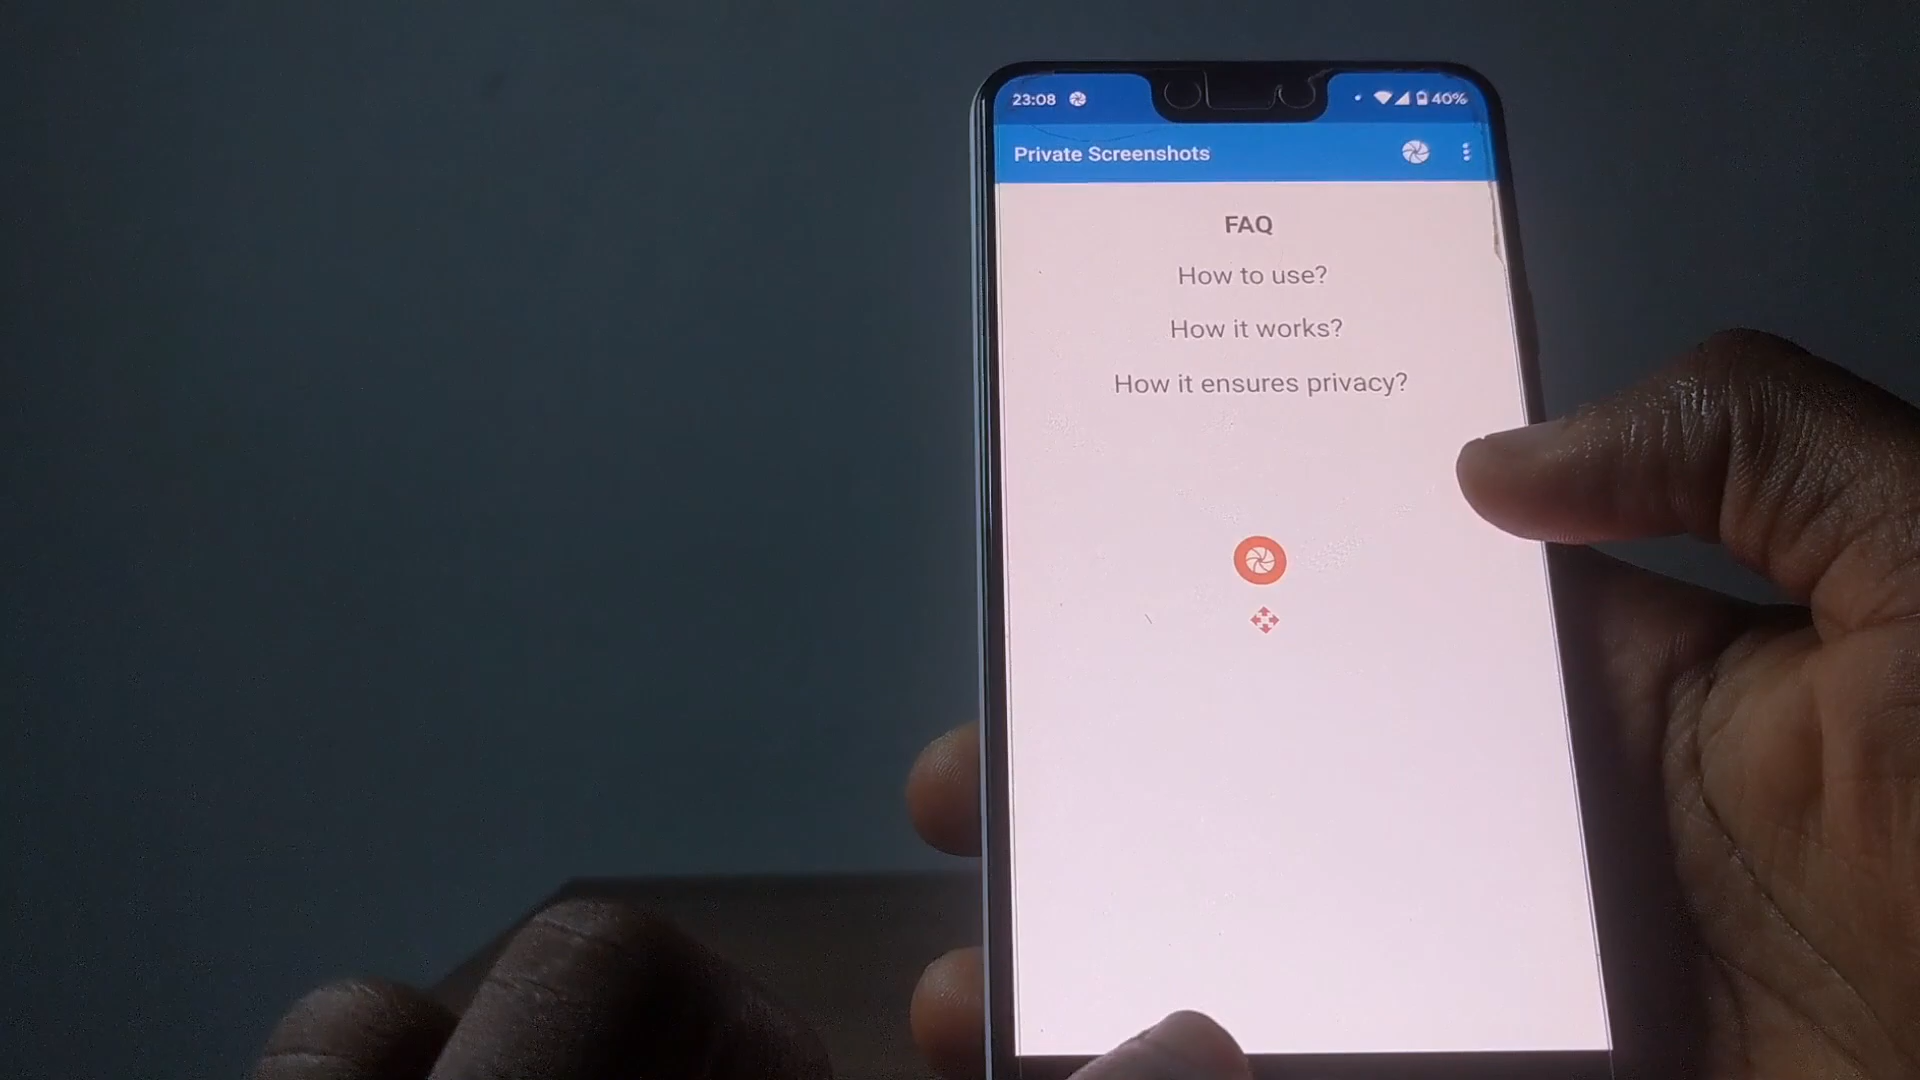 23:08
40%
Private Screenshots
FAQ
How to use?
How it works?
How it ensures privacy?